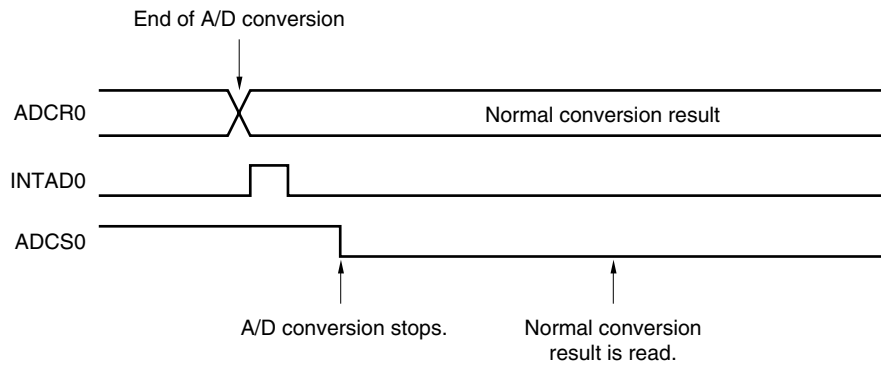 End of A/D conversion
ADCR0
Normal conversion result
INTAD0
ADCS0
A/D conversion stops.
Normal conversion
result is read.